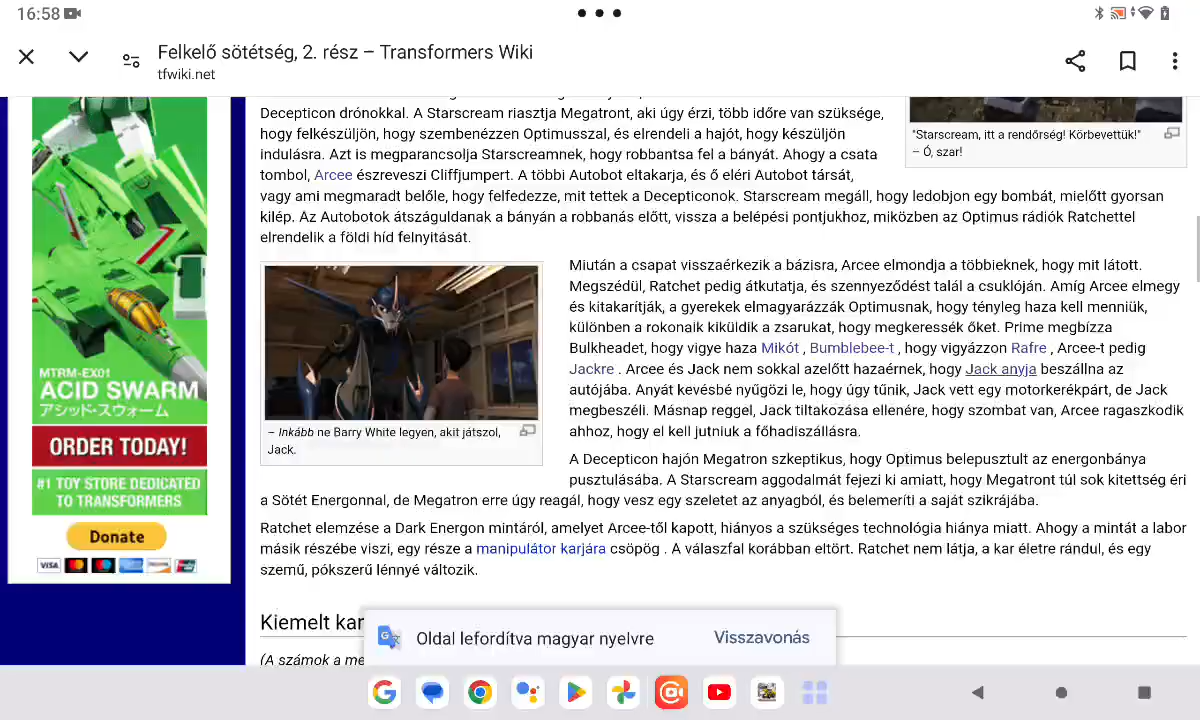 16:58
Felkelő sötétség, 2. rész – Transformers Wiki
tfwiki.net
Decepticon drónokkal. A Starscream riasztja Megatront, aki úgy érzi, több időre van szüksége,
hogy felkészüljön, hogy szembenézzen Optimusszal, és elrendeli a hajót, hogy készüljön
indulásra. Azt is megparancsolja Starscreamnek, hogy robbantsa fel a bányát. Ahogy a csata
tombol, Arcee észreveszi Cliffjumpert. A többi Autobot eltakarja, és ő eléri Autobot társát,
vagy ami megmaradt belőle, hogy felfedezze, mit tettek a Decepticonok. Starscream megáll, hogy ledobjon egy bombát, mielőtt gyorsan
kilép. Az Autobotok átszáguldanak a bányán a robbanás előtt, vissza a belépési pontjukhoz, miközben az Optimus rádiók Ratchettel
elrendelik a földi híd felnyitását.
"Starscream, itt a rendőrség! Körbevettük!"
– Ó, szar!
Miután a csapat visszaérkezik a bázisra, Arcee elmondja a többieknek, hogy mit látott.
Megszédül, Ratchet pedig átkutatja, és szennyeződést talál a csuklóján. Amíg Arcee elmegy
és kitakarítják, a gyerekek elmagyarázzák Optimusnak, hogy tényleg haza kell menniük,
különben a rokonaik kiküldik a zsarukat, hogy megkeressék őket. Prime megbízza
Bulkheadet, hogy vigye haza Mikót , Bumblebee-t , hogy vigyázzon Rafre , Arcee-t pedig
Jackre . Arcee és Jack nem sokkal azelőtt hazaérnek, hogy Jack anyja beszállna az
autójába. Anyát kevésbé nyűgözi le, hogy úgy tűnik, Jack vett egy motorkerékpárt, de Jack
megbeszéli. Másnap reggel, Jack tiltakozása ellenére, hogy szombat van, Arcee ragaszkodik
ahhoz, hogy el kell jutniuk a főhadiszállásra.
– Inkább ne Barry White legyen, akit játszol,
Jack.
A Decepticon hajón Megatron szkeptikus, hogy Optimus belepusztult az energonbánya
pusztulásába. A Starscream aggodalmát fejezi ki amiatt, hogy Megatront túl sok kitettség éri
a Sötét Energonnal, de Megatron erre úgy reagál, hogy vesz egy szeletet az anyagból, és belemeríti a saját szikrájába.
Ratchet elemzése a Dark Energon mintáról, amelyet Arcee-től kapott, hiányos a szükséges technológia hiánya miatt. Ahogy a mintát a labor
másik részébe viszi, egy része a manipulátor karjára csöpög . A válaszfal korábban eltört. Ratchet nem látja, a kar életre rándul, és egy
szemű, pókszerű lénnyé változik.
Kiemelt kar
(A számok a me
MTRM-EX01
ACID SWARM
アシッド・スウォーム
ORDER TODAY!
#1 TOY STORE DEDICATED
TO TRANSFORMERS
Donate
VISA
Oldal lefordítva magyar nyelvre
Visszavonás